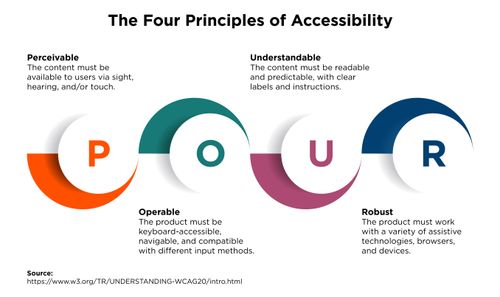 The Four Principles of Accessibility
Perceivable
The content must be
available to users via sight,
hearing, and/or touch.
Understandable
The content must be readable
and predictable, with clear
labels and instructions.
P
O
U
R
Operable
The product must be
keyboard-accessible,
navigable, and compatible
with different input methods.
Robust
The product must work
with a variety of assistive
technologies, browsers,
and devices.
Source:
https://www.w3.org/TR/UNDERSTANDING-WCAG20/intro.html